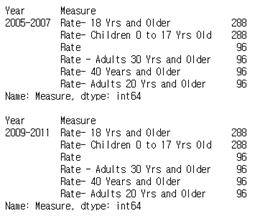 Year Measure
2005-2007 Rate- 18 Yrs and Older 288
Rate- Children 0 to 17 Yrs Old 288
Rate 96
Rate - Adults 30 Yrs and Older 96
Rate- 40 Years and Older 96
Rate- Adults 20 Yrs and Older 96
Name: Measure, dtype: int64
Year Measure
2009-2011 Rate- 18 Yrs and Older 288
Rate- Children 0 to 17 Yrs Old 288
Rate 96
Rate - Adults 30 Yrs and Older 96
Rate- 40 Years and Older 96
Rate- Adults 20 Yrs and Older 96
Name: Measure, dtype: int64